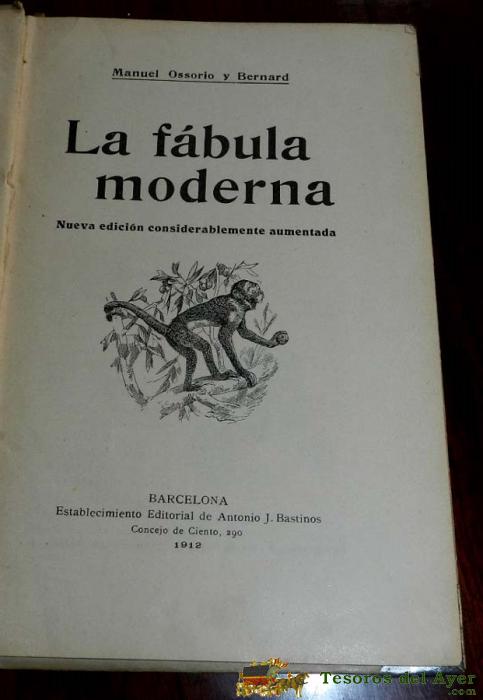 Manuel Ossorio y Bernard
La fábula
moderna
Nueva edición considerablemente aumentada
BARCELONA
Establecimiento Editorial de Antonio J. Bastinos
Concejo de Ciento, 290
1912
Tesoros del Ayer
.com